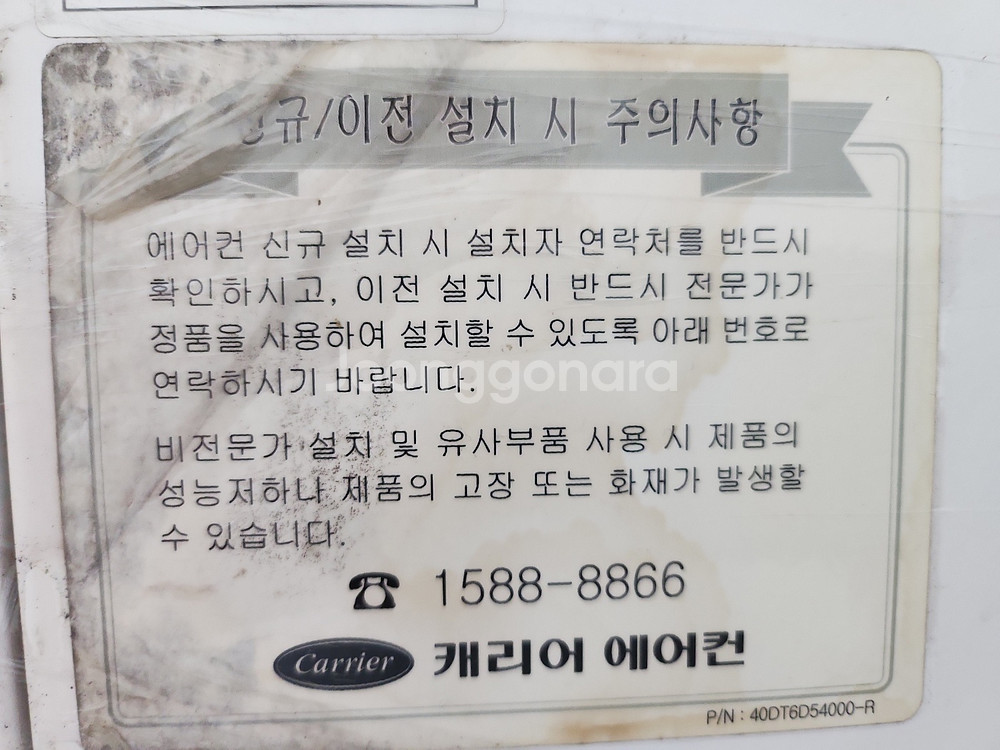 신규/이전 설치 시 주의사항
에어컨 신규 설치 시 설치자 연락처를 반드시
확인하시고, 이전 설치 시 반드시 전문가가
정품을 사용하여 설치할 수 있도록 아래 번호로
연락하시기 바랍니다.
Joonggonara
비전문가 설치 및 유사부품 사용 시 제품의
성능저하나 제품의 고장 또는 화재가 발생할
수 있습니다.
☎ 1588-8866
Carrier 캐리어 에어컨
P/N : 40DT6D54000-R